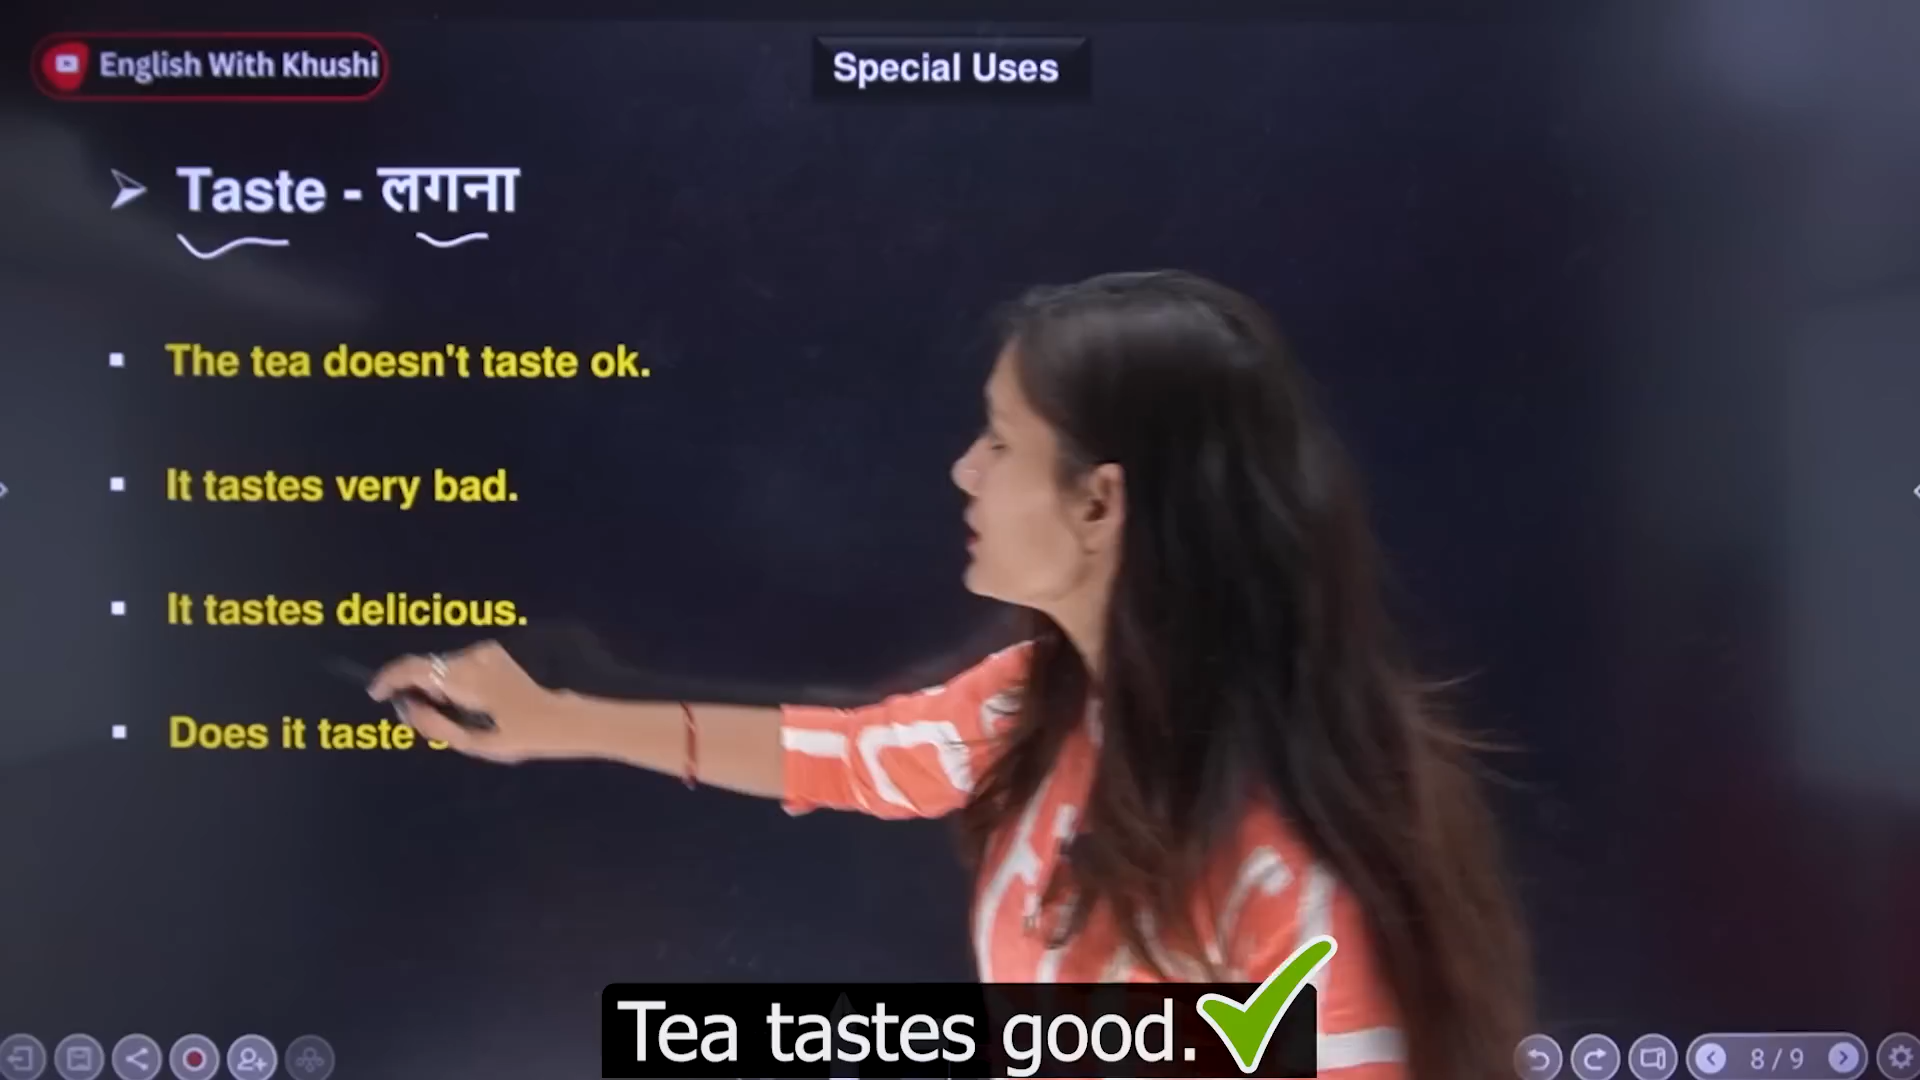 English With Khushi
Special Uses
➤ Taste - लगना
▪ The tea doesn't taste ok.
▪ It tastes very bad.
▪ It tastes delicious.
▪ Does it taste
Tea tastes good.
8 / 9